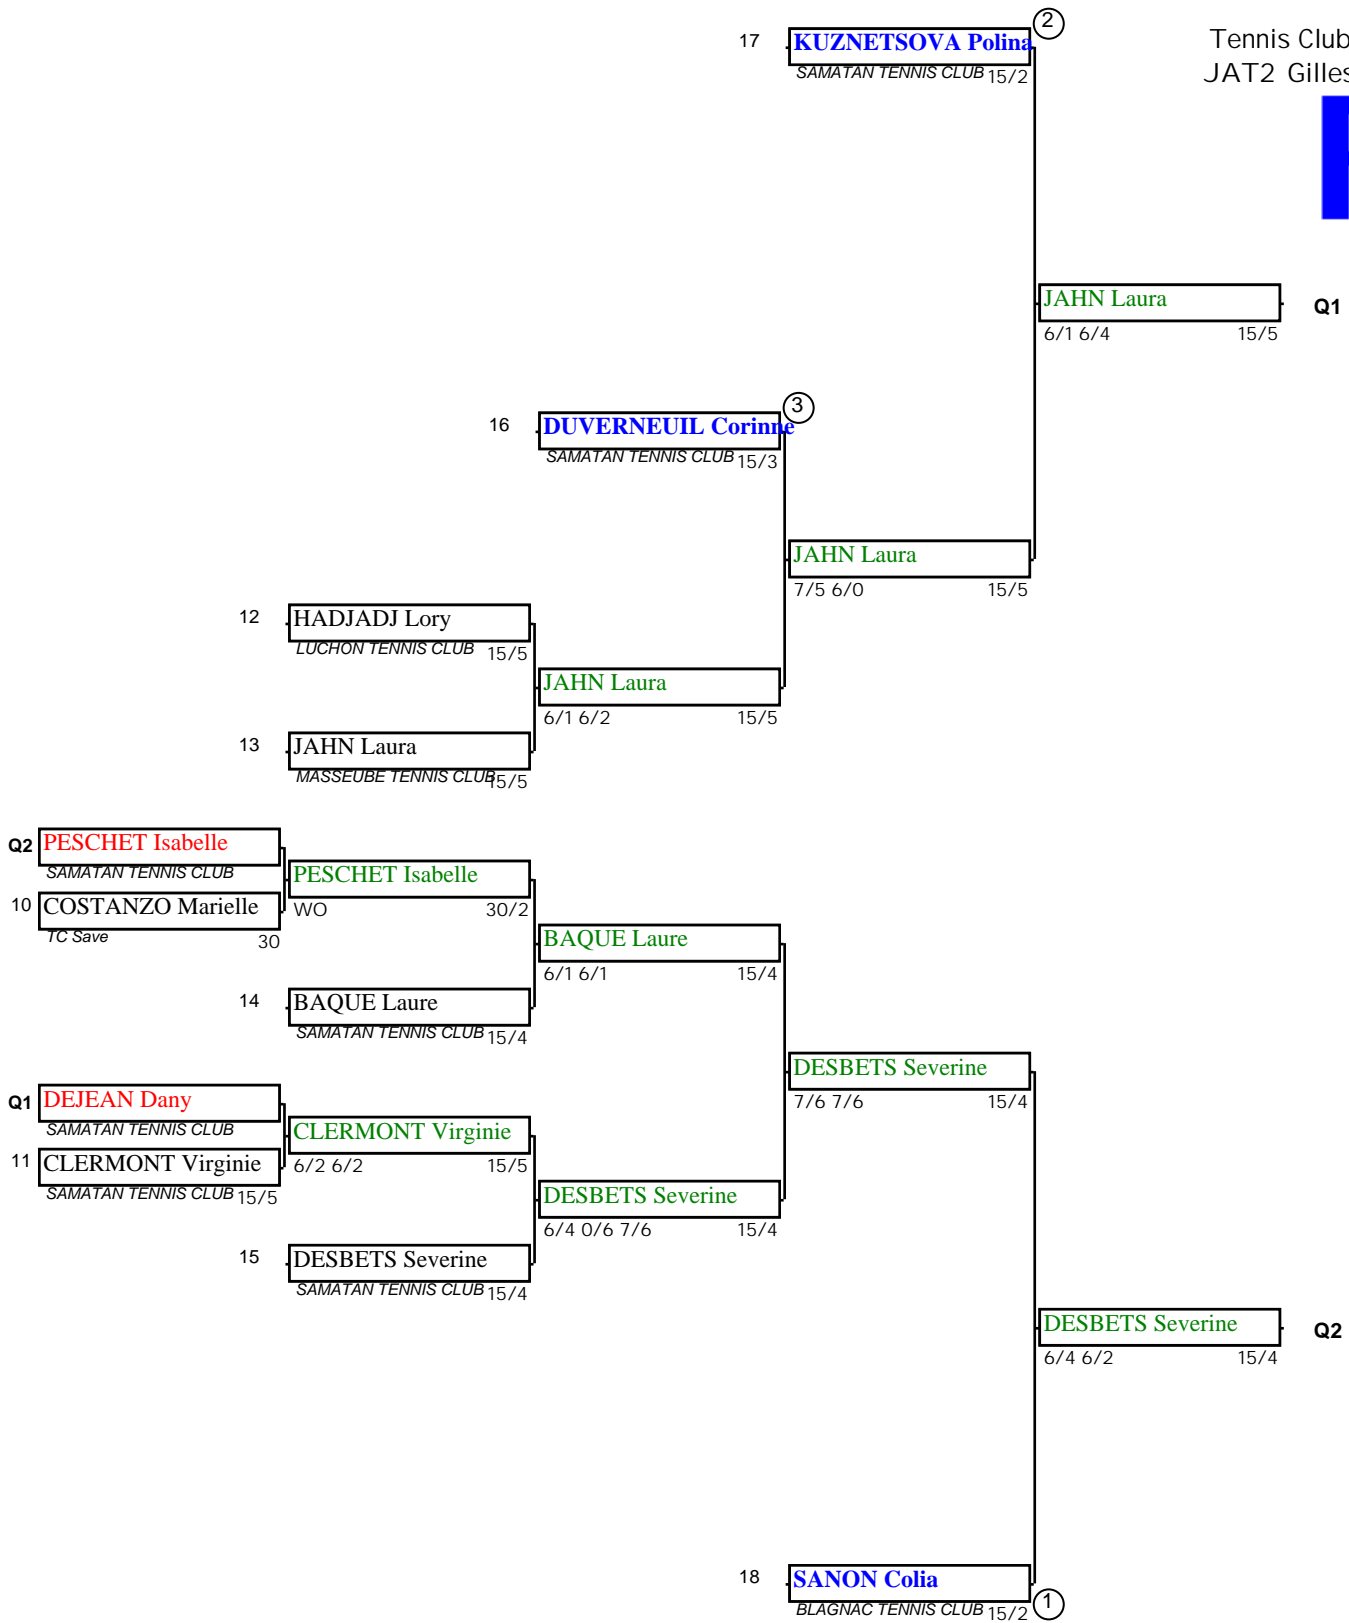 2
17 KUZNETSOVA Polina
SAMATAN TENNIS CLUB 15/2
Tennis Club
JAT2 Gilles
JAHN Laura Q1
6/1 6/4 15/5
3
16 DUVERNEUIL Corinne
SAMATAN TENNIS CLUB 15/3
JAHN Laura
7/5 6/0 15/5
12 HADJADJ Lory
LUCHON TENNIS CLUB 15/5
JAHN Laura
6/1 6/2 15/5
13 JAHN Laura
MASSEUBE TENNIS CLUB 15/5
Q2 PESCHET Isabelle
SAMATAN TENNIS CLUB
PESCHET Isabelle
WO 30/2
10 COSTANZO Marielle
TC Save 30
BAQUE Laure
6/1 6/1 15/4
14 BAQUE Laure
SAMATAN TENNIS CLUB 15/4
DESBETS Severine
7/6 7/6 15/4
Q1 DEJEAN Dany
SAMATAN TENNIS CLUB
CLERMONT Virginie
6/2 6/2 15/5
11 CLERMONT Virginie
SAMATAN TENNIS CLUB 15/5
DESBETS Severine
6/4 0/6 7/6 15/4
15 DESBETS Severine
SAMATAN TENNIS CLUB 15/4
DESBETS Severine Q2
6/4 6/2 15/4
18 SANON Colia
BLAGNAC TENNIS CLUB 15/2
1